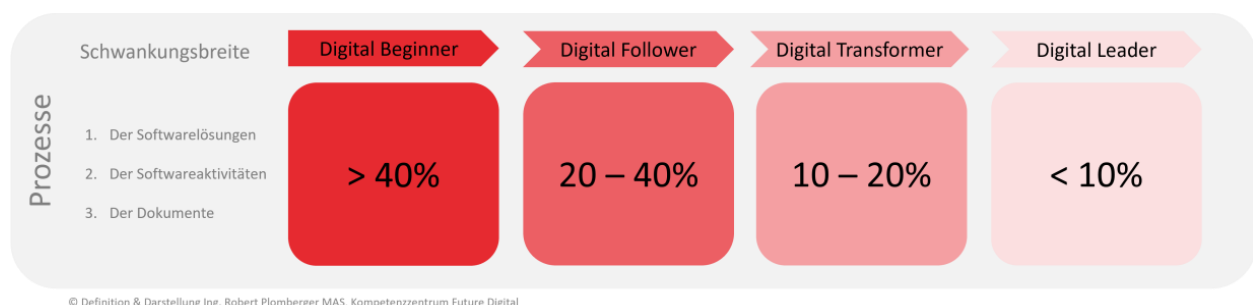 Schwankungsbreite
Digital Beginner
Digital Follower
Digital Transformer
Digital Leader
Prozesse
1. Der Softwarelösungen
2. Der Softwareaktivitäten
3. Der Dokumente
> 40%
20 – 40%
10 – 20%
< 10%
© Definition & Darstellung Ing. Robert Plomberger MAS, Kompetenzzentrum Future Digital